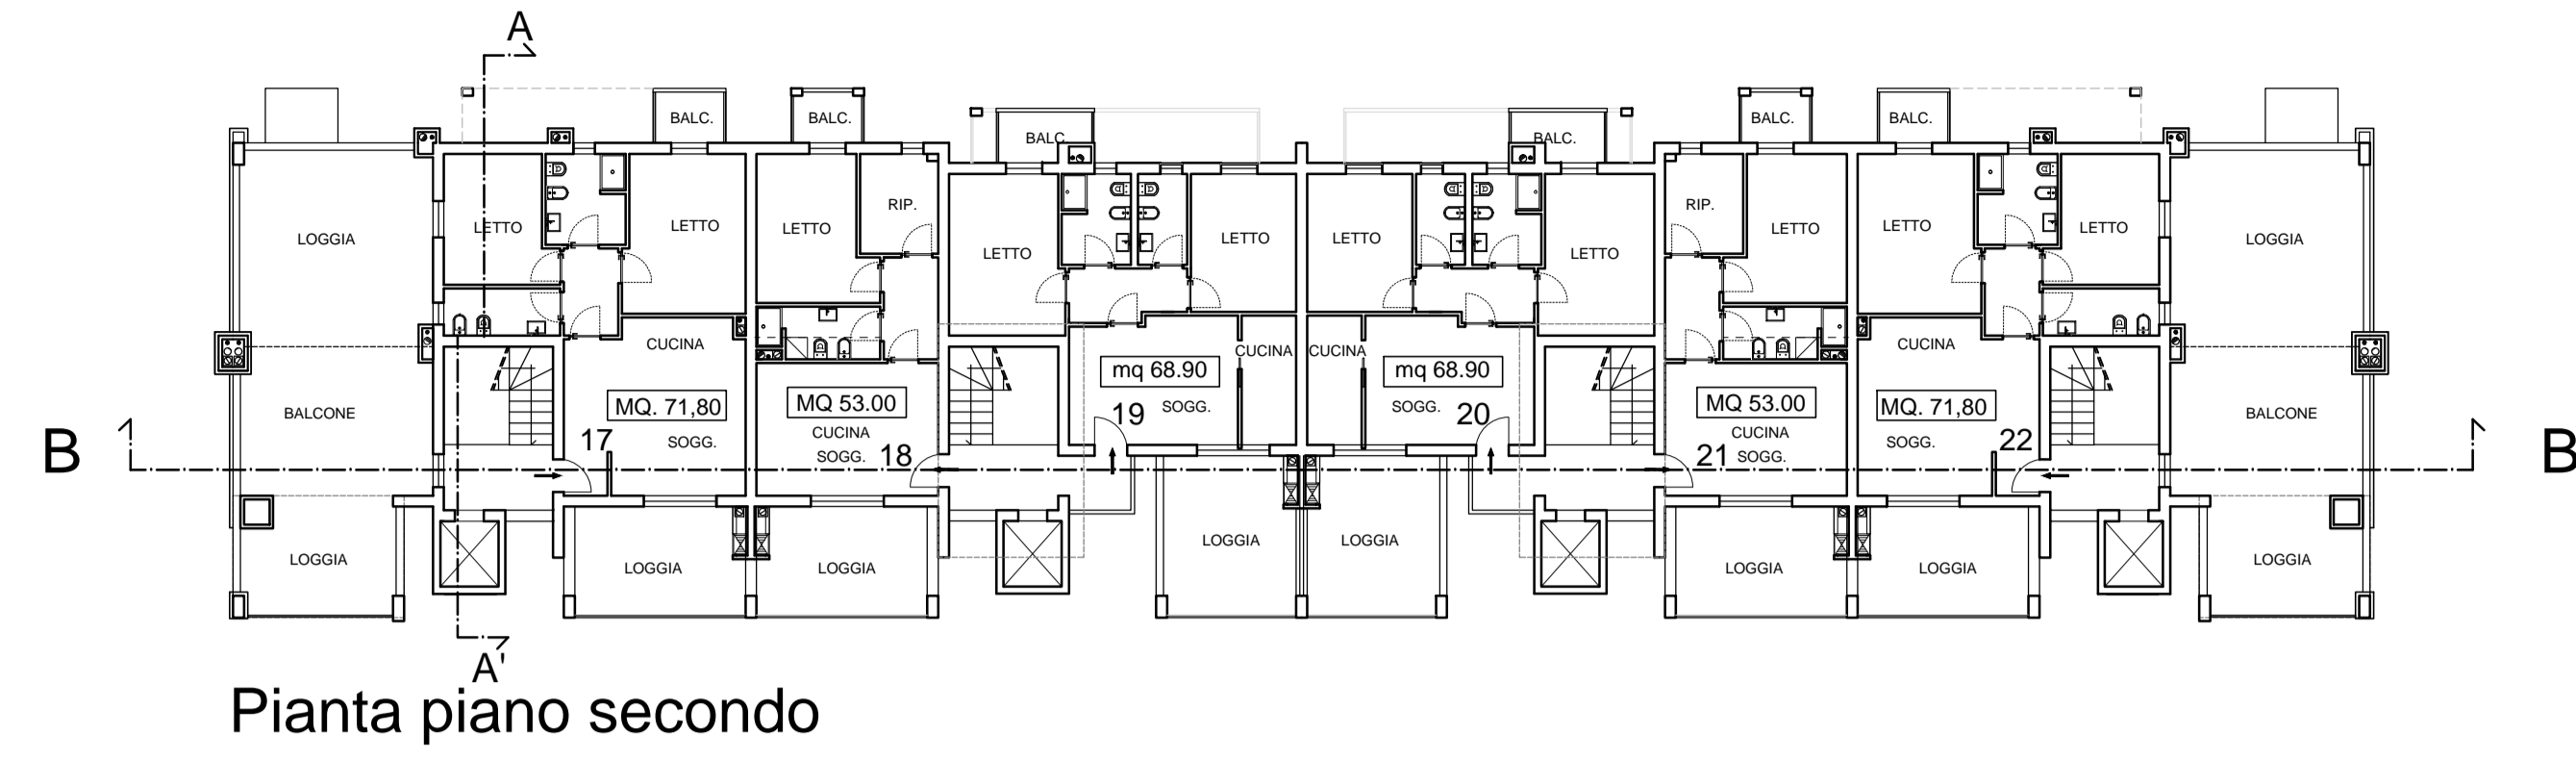 A
BALC.
BALC.
BALC.
BALC.
BALC.
BALC.
LOGGIA
LETTO
LETTO
LETTO
RIP.
LETTO
LETTO
LETTO
LETTO
RIP.
LETTO
LETTO
LETTO
LOGGIA
CUCINA
CUCINA
CUCINA
CUCINA
BALCONE
MQ. 71,80
MQ 53.00
mq 68.90
mq 68.90
MQ 53.00
MQ. 71,80
BALCONE
SOGG.
SOGG.
19
20
CUCINA
CUCINA
B
17
SOGG.
SOGG.
18
21
SOGG.
SOGG.
22
B
LOGGIA
LOGGIA
LOGGIA
LOGGIA
LOGGIA
LOGGIA
LOGGIA
LOGGIA
A'
Pianta piano secondo